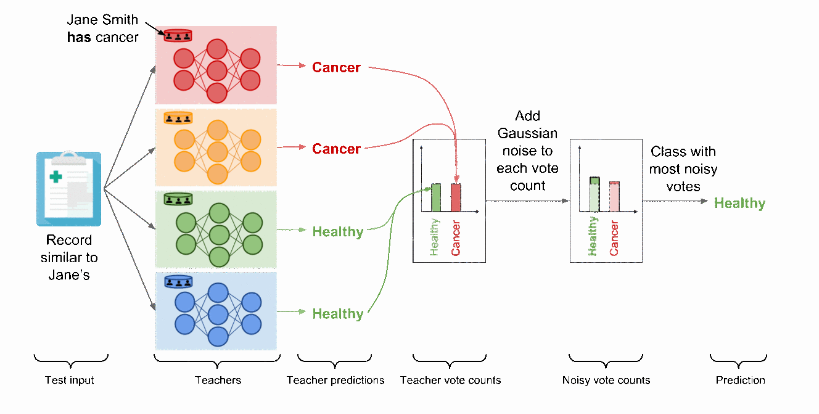 Jane Smith
has cancer
Record
similar to
Jane's
Cancer
Cancer
Healthy
Healthy
Healthy
Cancer
Add
Gaussian
noise to
each vote
count
Healthy
Cancer
Class with
most noisy
votes
Healthy
Test input
Teachers
Teacher predictions
Teacher vote counts
Noisy vote counts
Prediction